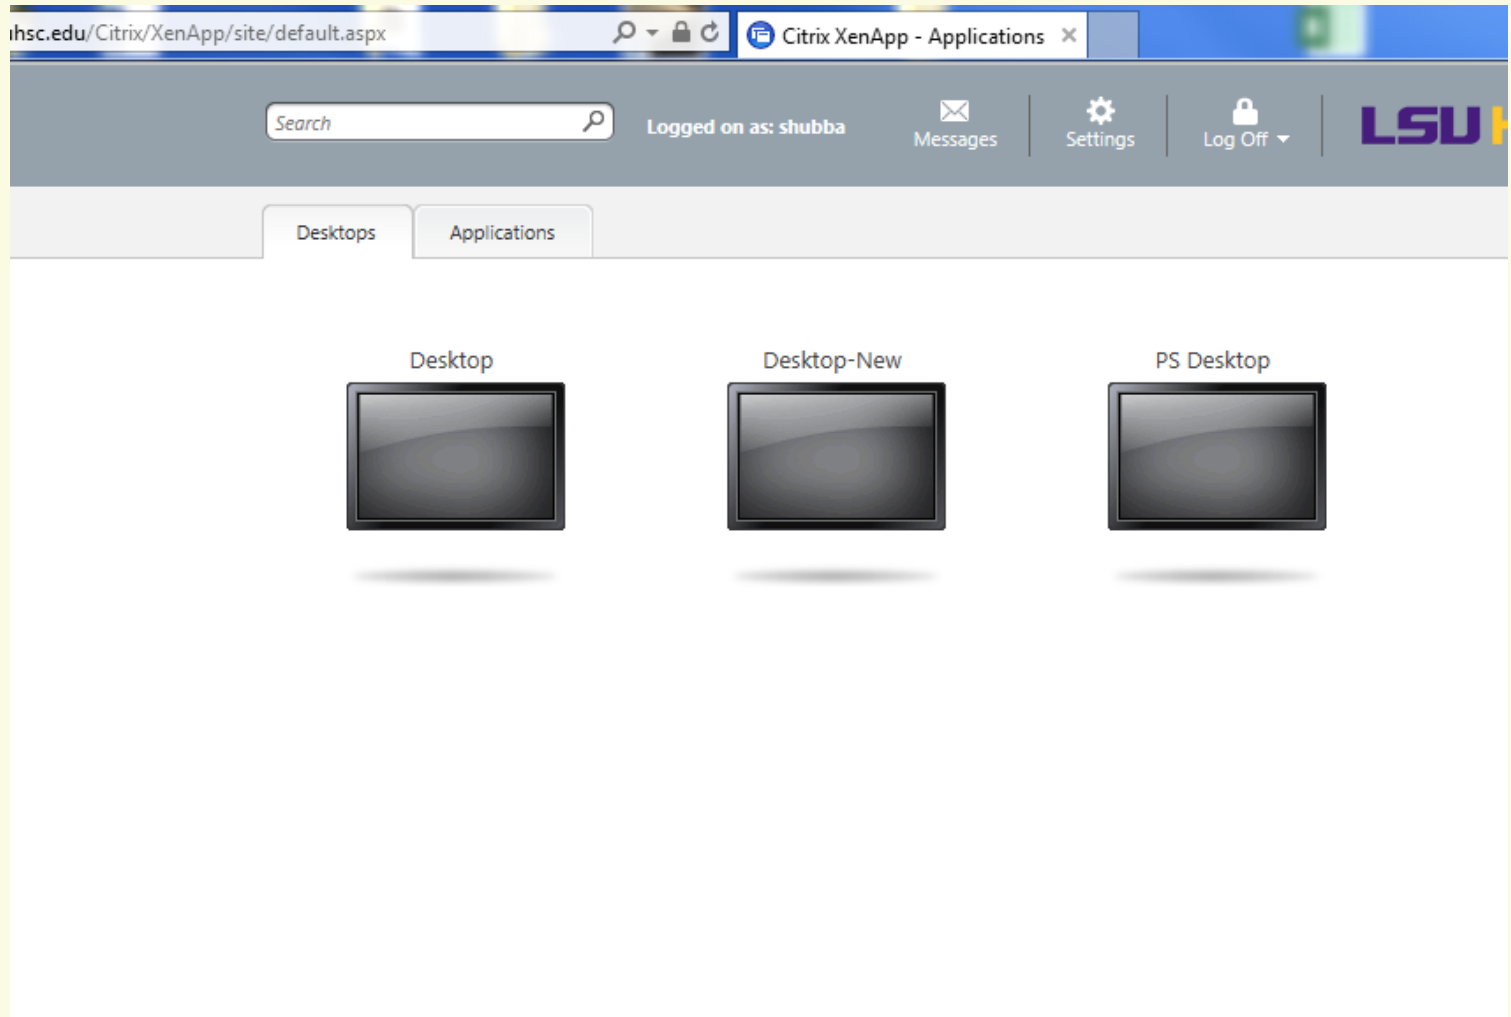 hsc.edu/Citrix/XenApp/site/default.aspx
Citrix XenApp - Applications
Search
Logged on as: shubba
Messages
Settings
Log Off
LSU
Desktops
Applications
Desktop
Desktop-New
PS Desktop